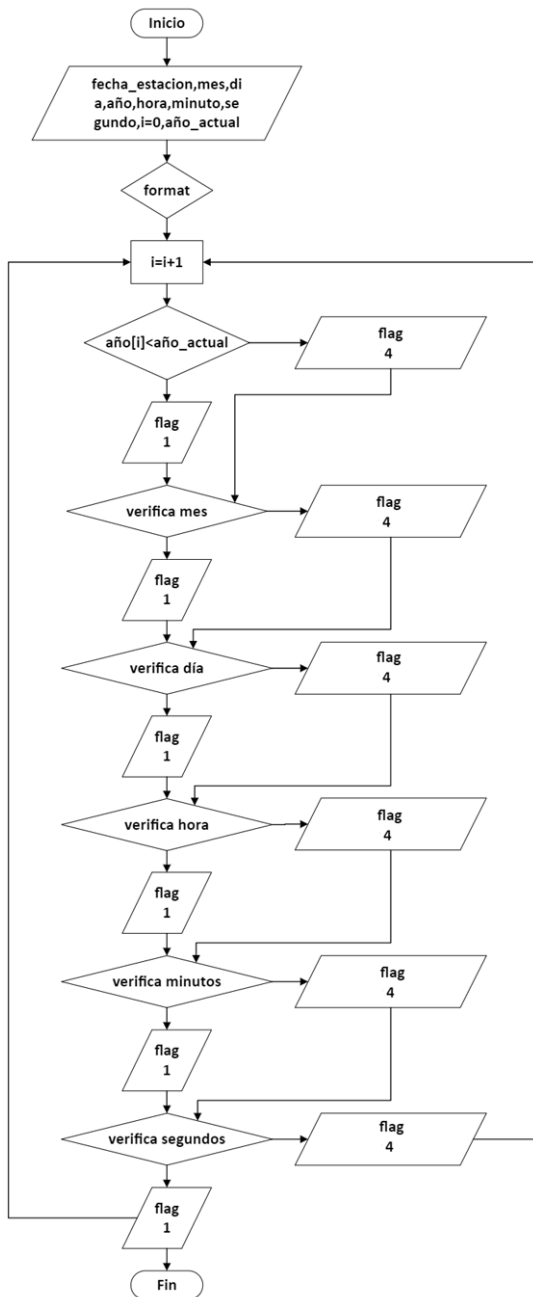 Inicio
fecha_estacion,mes,di
a,año,hora,minuto,se
gundo,i=0,año_actual
format
i=i+1
año[i]<año_actual
flag
4
flag
1
verifica mes
flag
4
flag
1
verifica día
flag
4
flag
1
verifica hora
flag
4
flag
1
verifica minutos
flag
4
flag
1
verifica segundos
flag
4
flag
1
Fin